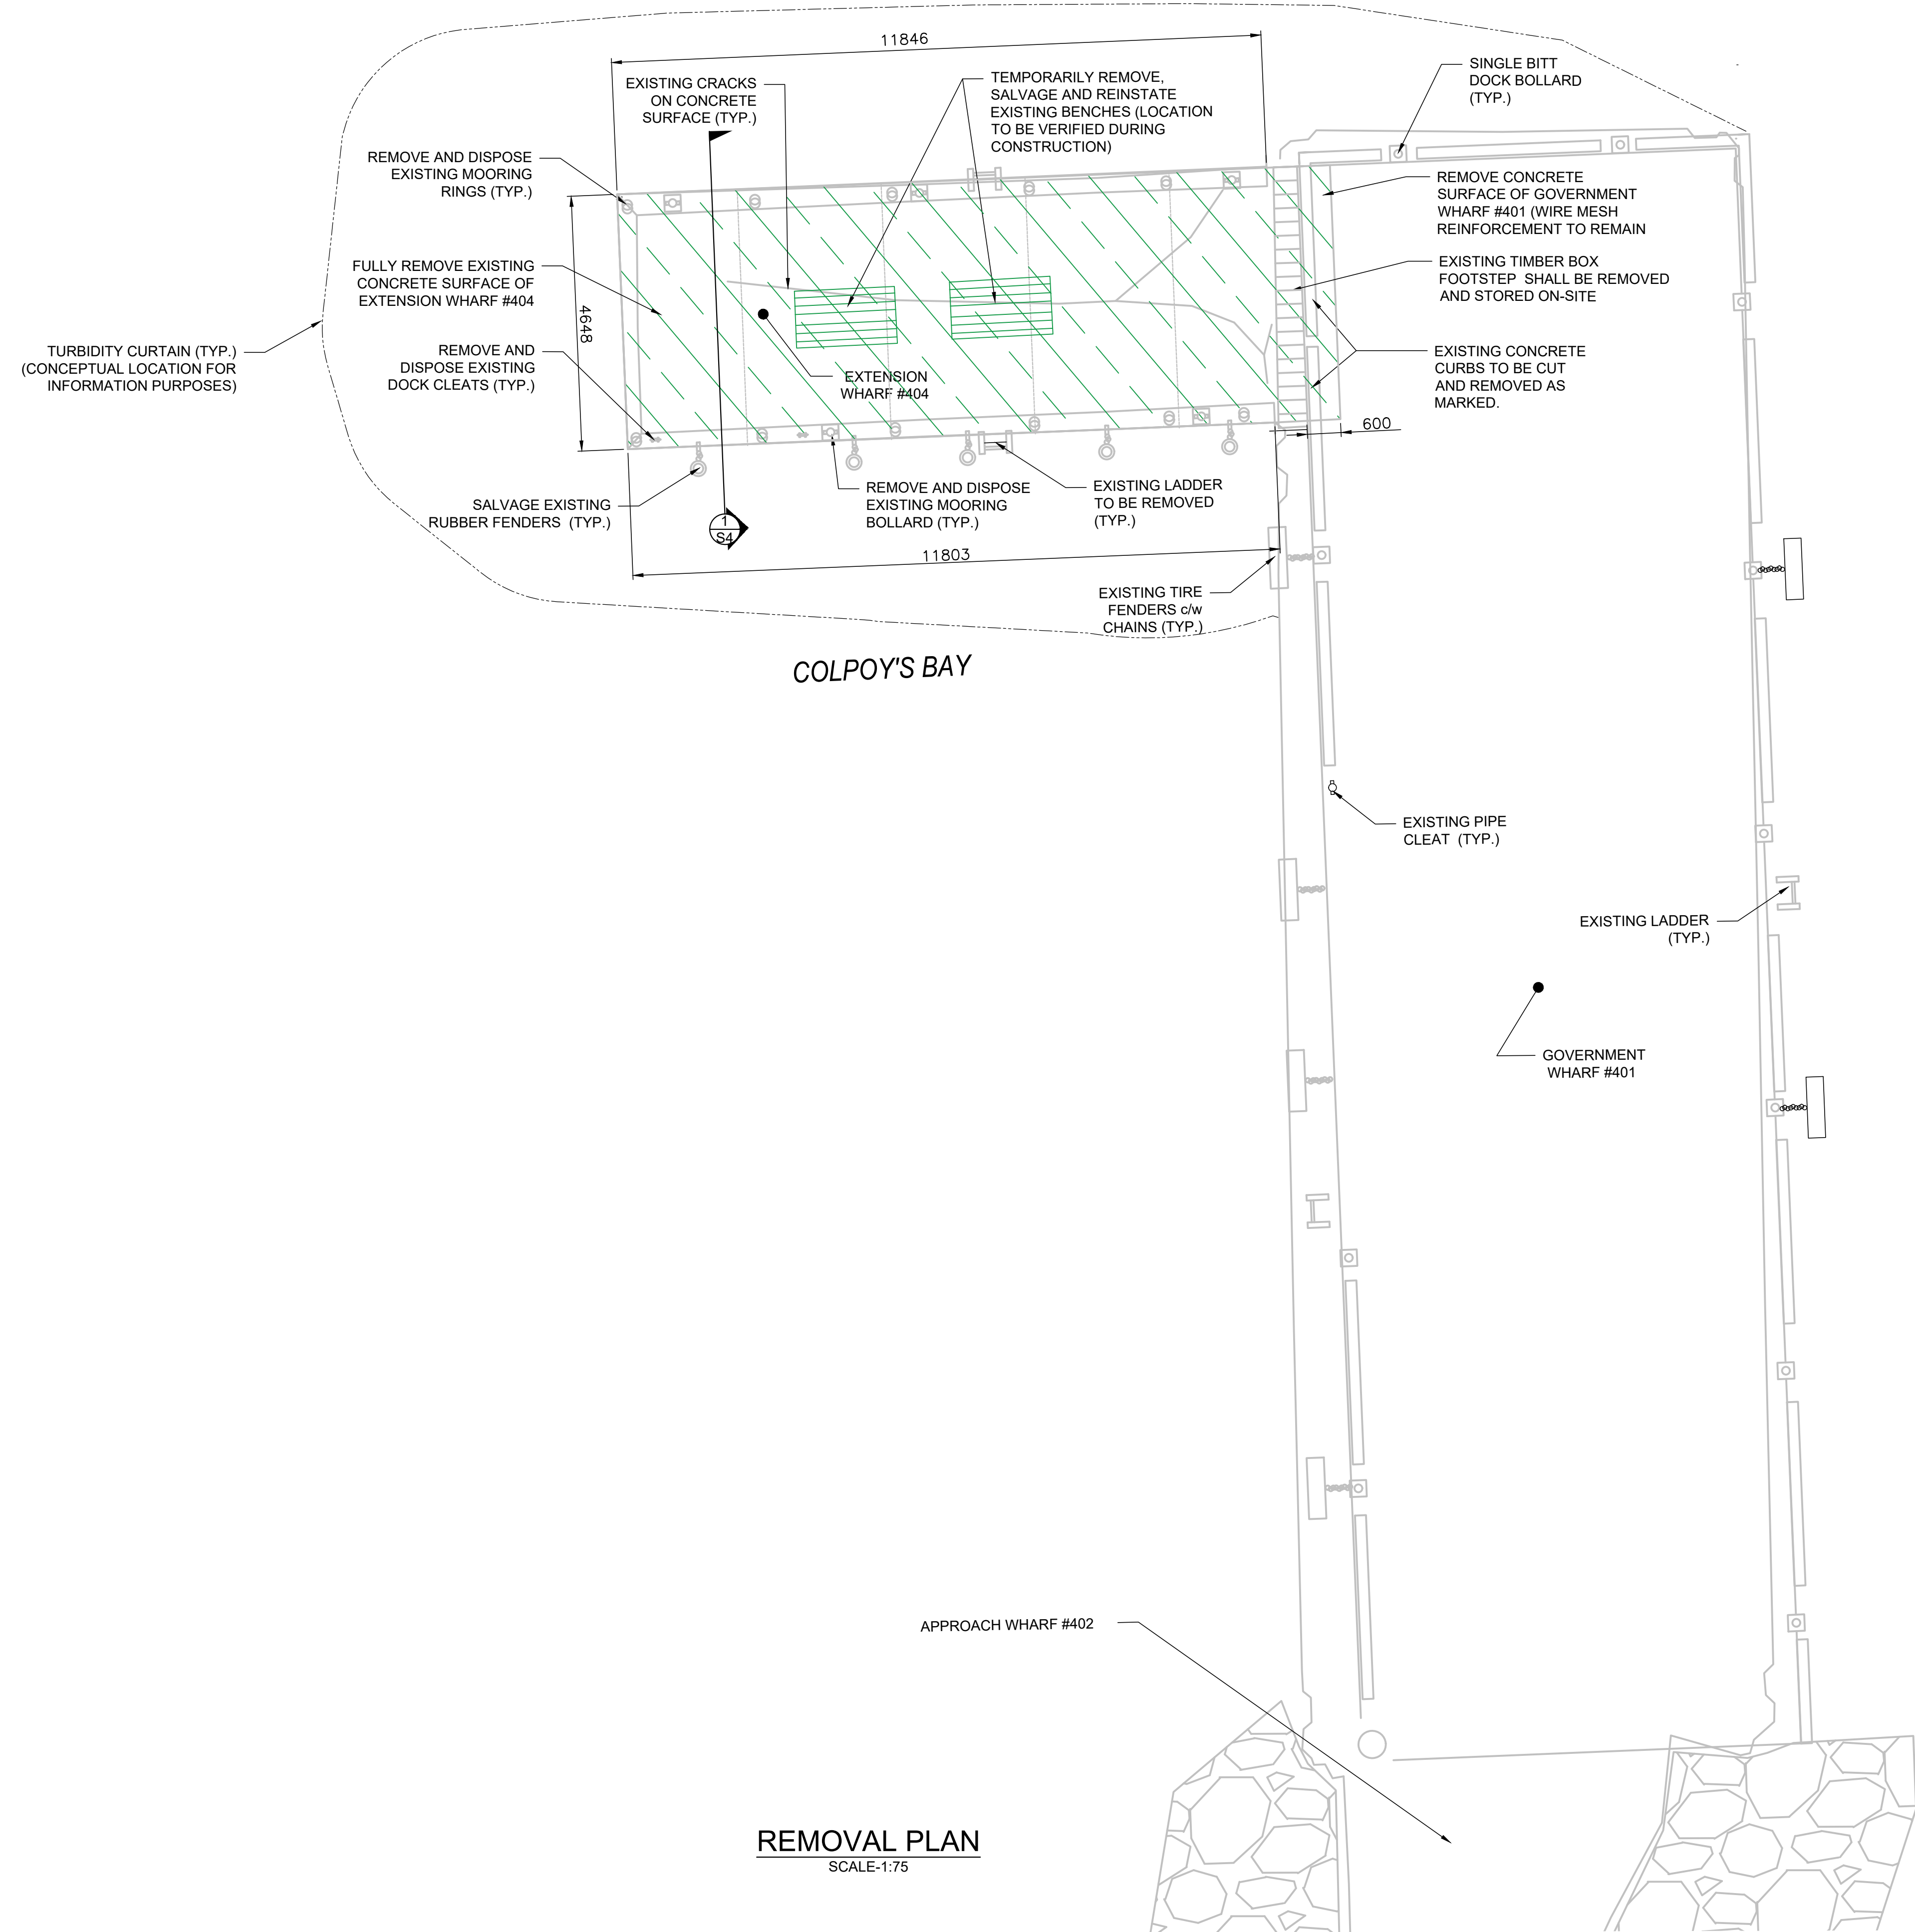 11846
EXISTING CRACKS
ON CONCRETE
SURFACE (TYP.)
TEMPORARILY REMOVE,
SALVAGE AND REINSTATE
EXISTING BENCHES (LOCATION
TO BE VERIFIED DURING
CONSTRUCTION)
SINGLE BITT
DOCK BOLLARD
(TYP.)
REMOVE AND DISPOSE
EXISTING MOORING
RINGS (TYP.)
REMOVE CONCRETE
SURFACE OF GOVERNMENT
WHARF #401 (WIRE MESH
REINFORCEMENT TO REMAIN
FULLY REMOVE EXISTING
CONCRETE SURFACE OF
EXTENSION WHARF #404
EXISTING TIMBER BOX
FOOTSTEP SHALL BE REMOVED
AND STORED ON-SITE
4648
TURBIDITY CURTAIN (TYP.)
(CONCEPTUAL LOCATION FOR
INFORMATION PURPOSES)
REMOVE AND
DISPOSE EXISTING
DOCK CLEATS (TYP.)
EXTENSION
WHARF #404
EXISTING CONCRETE
CURBS TO BE CUT
AND REMOVED AS
MARKED.
600
SALVAGE EXISTING
RUBBER FENDERS (TYP.)
1
S4
REMOVE AND DISPOSE
EXISTING MOORING
BOLLARD (TYP.)
EXISTING LADDER
TO BE REMOVED
(TYP.)
11803
EXISTING TIRE
FENDERS c/w
CHAINS (TYP.)
COLPOY'S BAY
EXISTING PIPE
CLEAT (TYP.)
EXISTING LADDER
(TYP.)
GOVERNMENT
WHARF #401
APPROACH WHARF #402
REMOVAL PLAN
SCALE-1:75